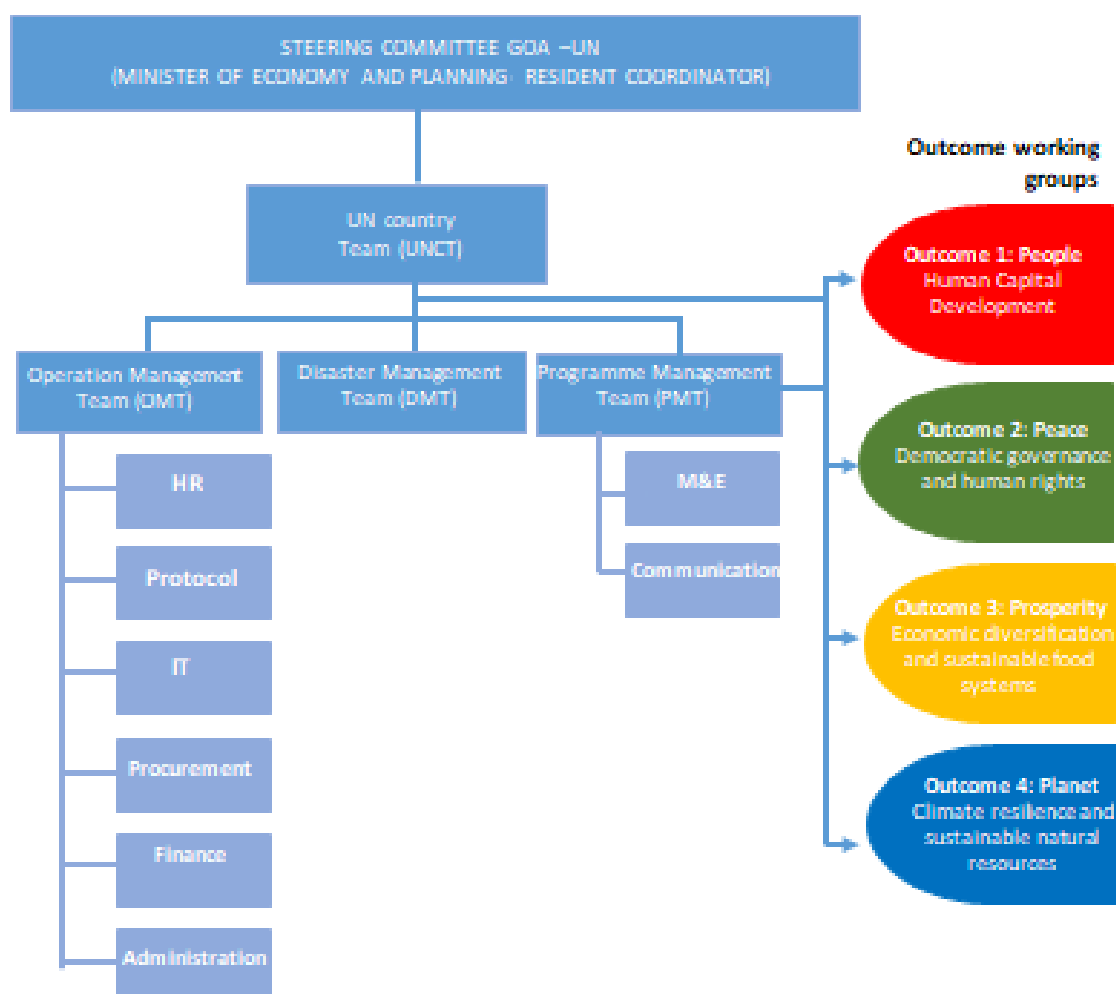 STEERING COMMITTEE GOA –UN
(MINISTER OF ECONOMY AND PLANNING- RESIDENT COORDINATOR)
Outcome working
groups
UN country
Team (UNCT)
Outcome 1: People
Human Capital
Development
Operation Management
Team (OMT)
Disaster Management
Team (DMT)
Programme Management
Team (PMT)
Outcome 2: Peace
Democratic governance
and human rights
HR
Protocol
IT
Procurement
Finance
Administration
M&E
Communication
Outcome 3: Prosperity
Economic diversification
and sustainable food
systems
Outcome 4: Planet
Climate resilience and
sustainable natural
resources